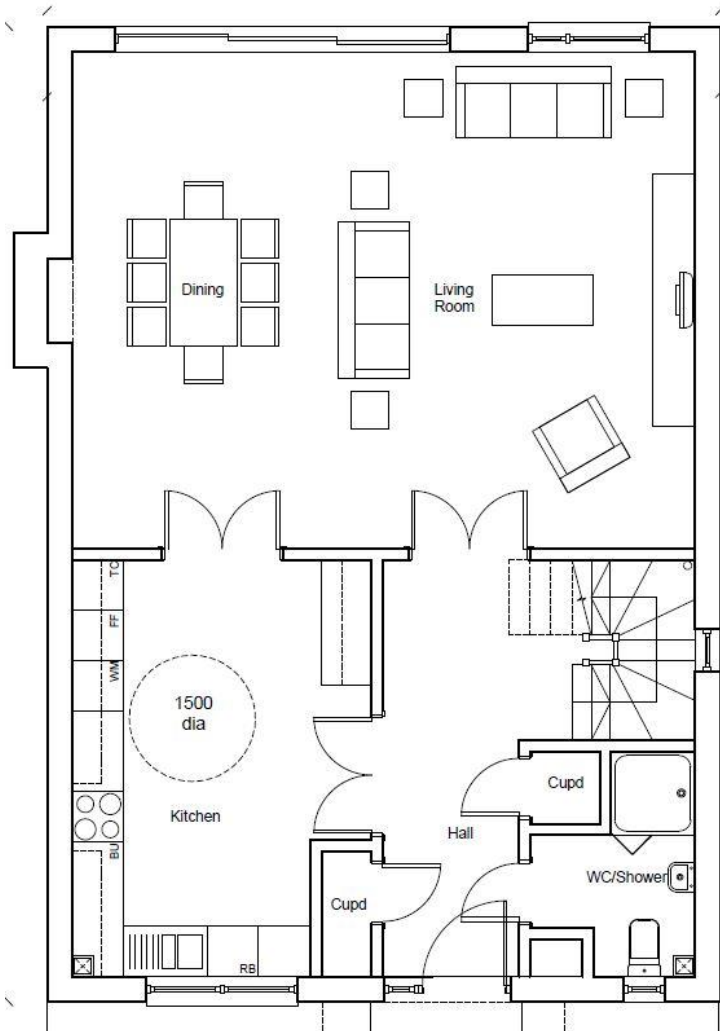 Dining
Living
Room
TC
FF
WM
1500
dia
Kitchen
BU
Cupd
Hall
WC/Shower
Cupd
RB